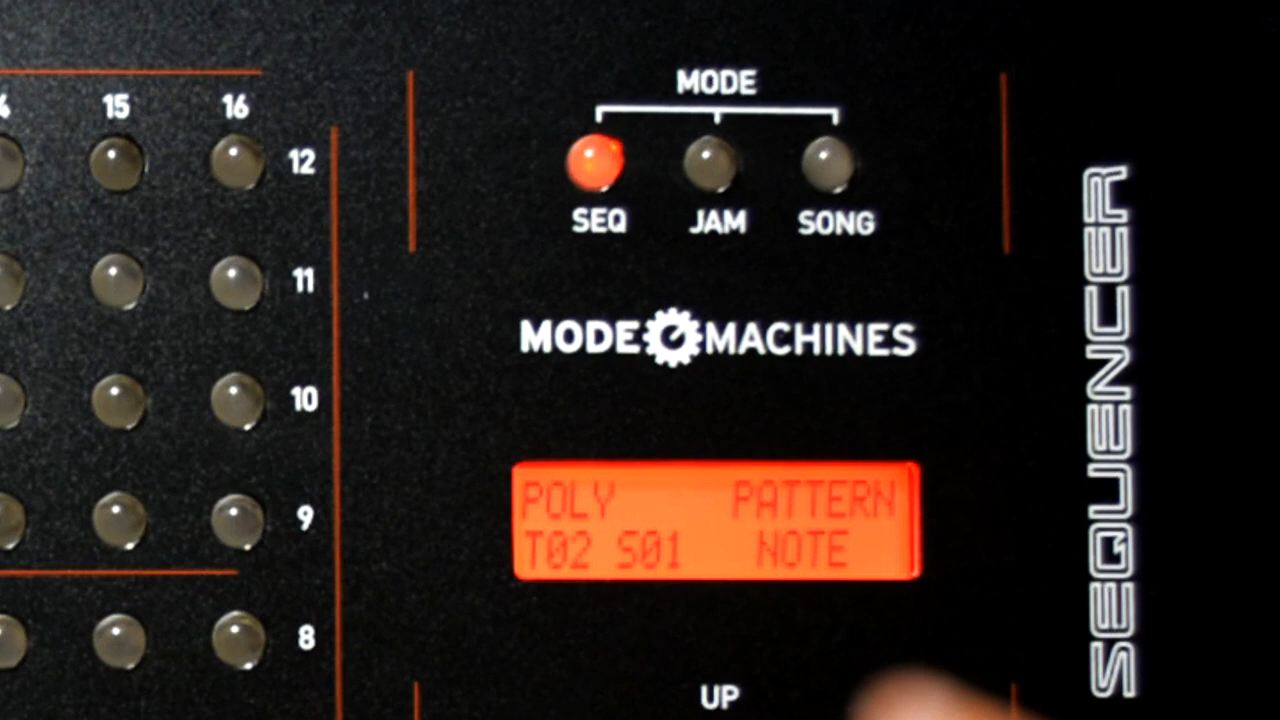 MODE
15 16
12
SEQ JAM SONG
11
MODE MACHINES
10
POLY PATTERN
9
T02 S01 NOTE
8
UP
SEQUENCER